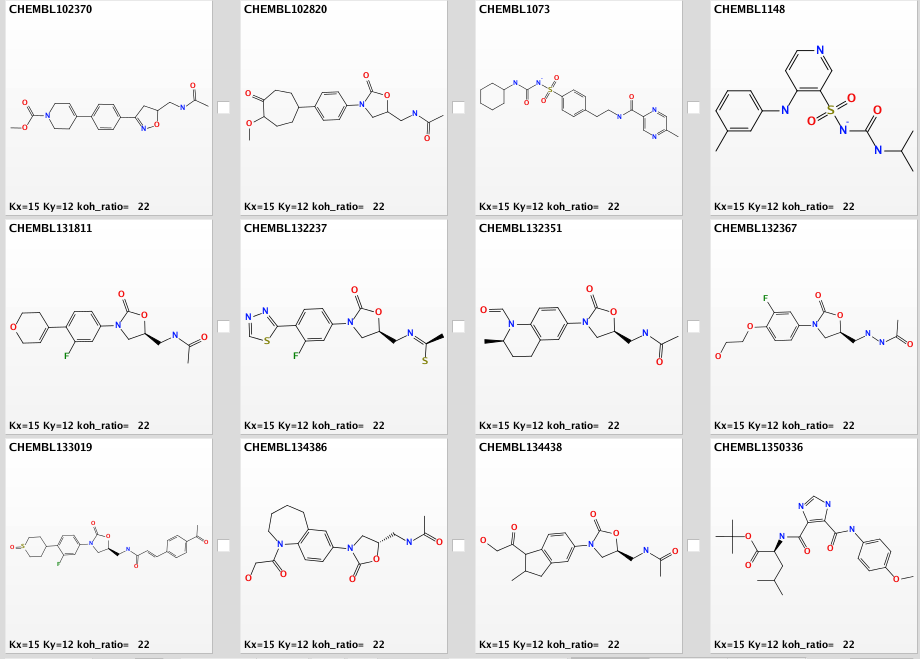 CHEMBL102370 CHEMBL102820 CHEMBL1073 CHEMBL1148
Kx=15 Ky=12 koh_ratio= 22 Kx=15 Ky=12 koh_ratio= 22 Kx=15 Ky=12 koh_ratio= 22 Kx=15 Ky=12 koh_ratio= 22
CHEMBL131811 CHEMBL132237 CHEMBL132351 CHEMBL132367
Kx=15 Ky=12 koh_ratio= 22 Kx=15 Ky=12 koh_ratio= 22 Kx=15 Ky=12 koh_ratio= 22 Kx=15 Ky=12 koh_ratio= 22
CHEMBL133019 CHEMBL134386 CHEMBL134438 CHEMBL1350336
Kx=15 Ky=12 koh_ratio= 22 Kx=15 Ky=12 koh_ratio= 22 Kx=15 Ky=12 koh_ratio= 22 Kx=15 Ky=12 koh_ratio= 22